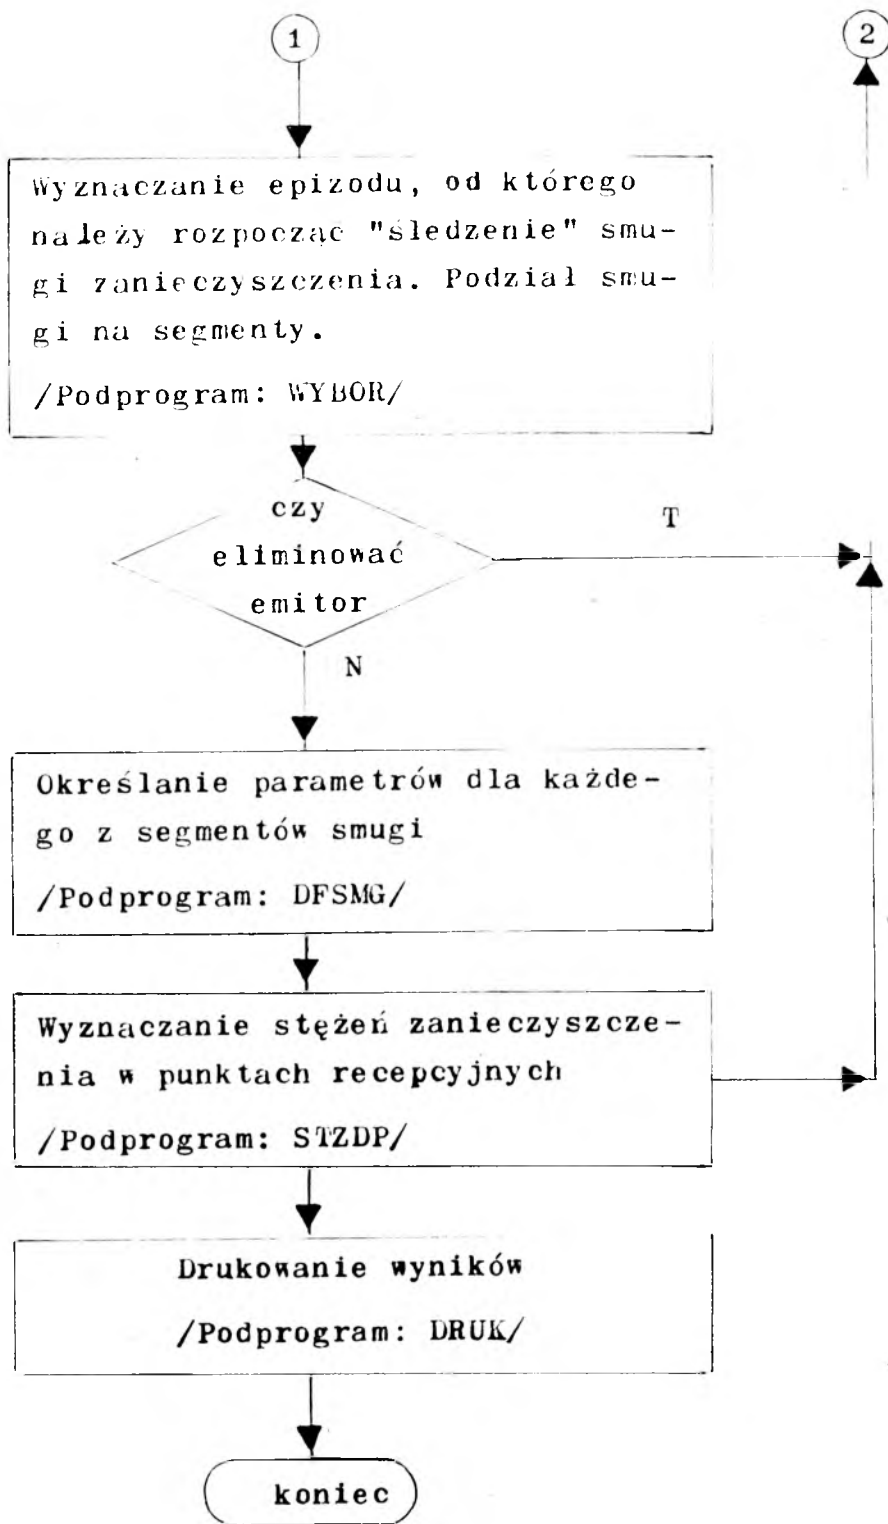 1
2
Wyznaczanie epizodu, od którego
należy rozpocząc "śledzenie" smu-
gi zanieczyszczenia. Podział smu-
gi na segmenty.
/Podprogram: WYBOR/
czy
eliminować
emitor
T
N
Określanie parametrów dla każde-
go z segmentów smugi
/Podprogram: DFSMG/
Wyznaczanie stężeń zanieczyszcze-
nia w punktach recepcyjnych
/Podprogram: STZDP/
Drukowanie wyników
/Podprogram: DRUK/
koniec